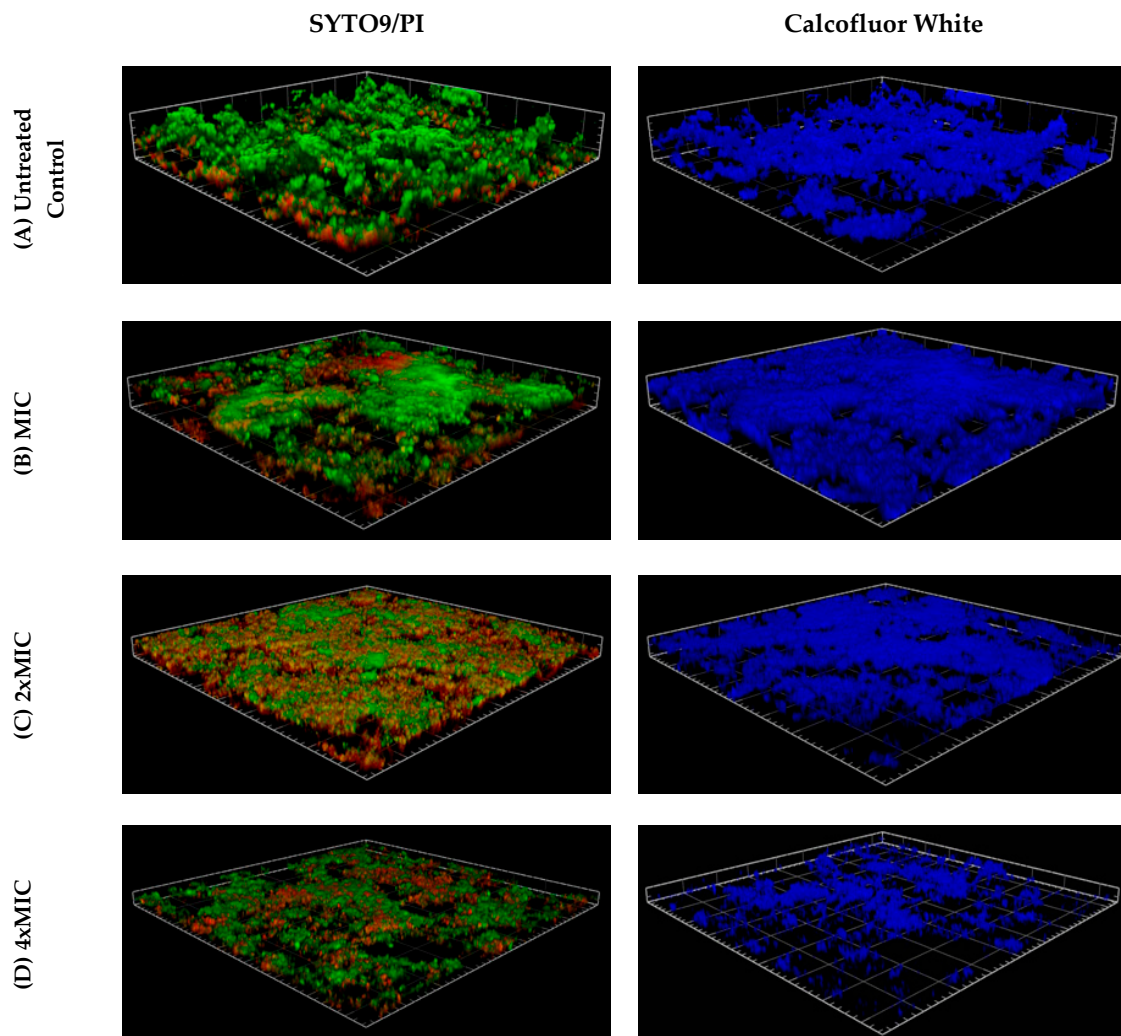 SYTO9/PI
Calcofluor White
(A) Untreated
Control
(B) MIC
(C) 2xMIC
(D) 4xMIC